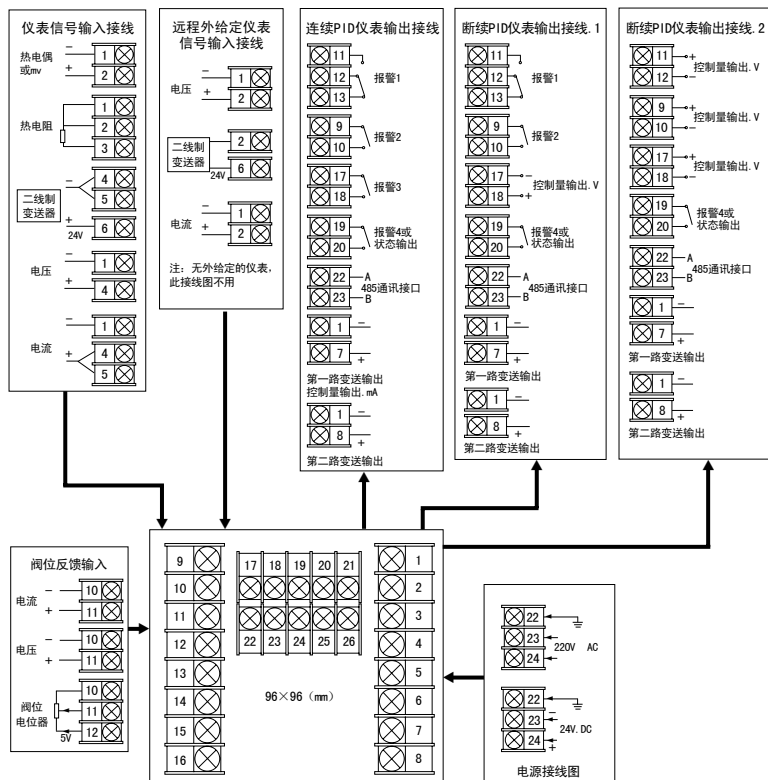 仪表信号输入接线
热电偶
或mv
-
+
1
2
热电阻
1
2
3
二线制
变送器
-
+
24V
4
5
6
电压
-
+
1
4
电流
-
+
1
4
5
远程外给定仪表
信号输入接线
电压
-
+
1
2
二线制
变送器
24V
2
6
电流
-
+
1
2
注：无外给定的仪表，
此接线图不用
连续PID仪表输出接线
11
12
13
报警1
9
10
报警2
17
18
报警3
19
20
报警4或
状态输出
22
23
A
485通讯接口
B
1
-
7
+
第一路变送输出
控制量输出.mA
1
-
8
+
第二路变送输出
断续PID仪表输出接线.1
11
12
13
报警1
9
10
报警2
17
18
-
控制量输出.V
+
19
20
报警4或
状态输出
22
23
A
485通讯接口
B
1
-
7
+
第一路变送输出
1
-
8
+
第二路变送输出
断续PID仪表输出接线.2
11
12
+
控制量输出.V
-
9
10
+
控制量输出.V
-
17
18
+
控制量输出.V
-
19
20
报警4或
状态输出
22
23
A
485通讯接口
B
1
-
7
+
第一路变送输出
1
-
8
+
第二路变送输出
阀位反馈输入
电流
-
+
10
11
电压
-
+
10
11
阀位
电位器
5V
10
11
12
9
10
11
12
13
14
15
16
17 18 19 20 21
22 23 24 25 26
96×96（mm）
1
2
3
4
5
6
7
8
22
23
24
220V AC
22
23
24
-
24V.DC
+
电源接线图